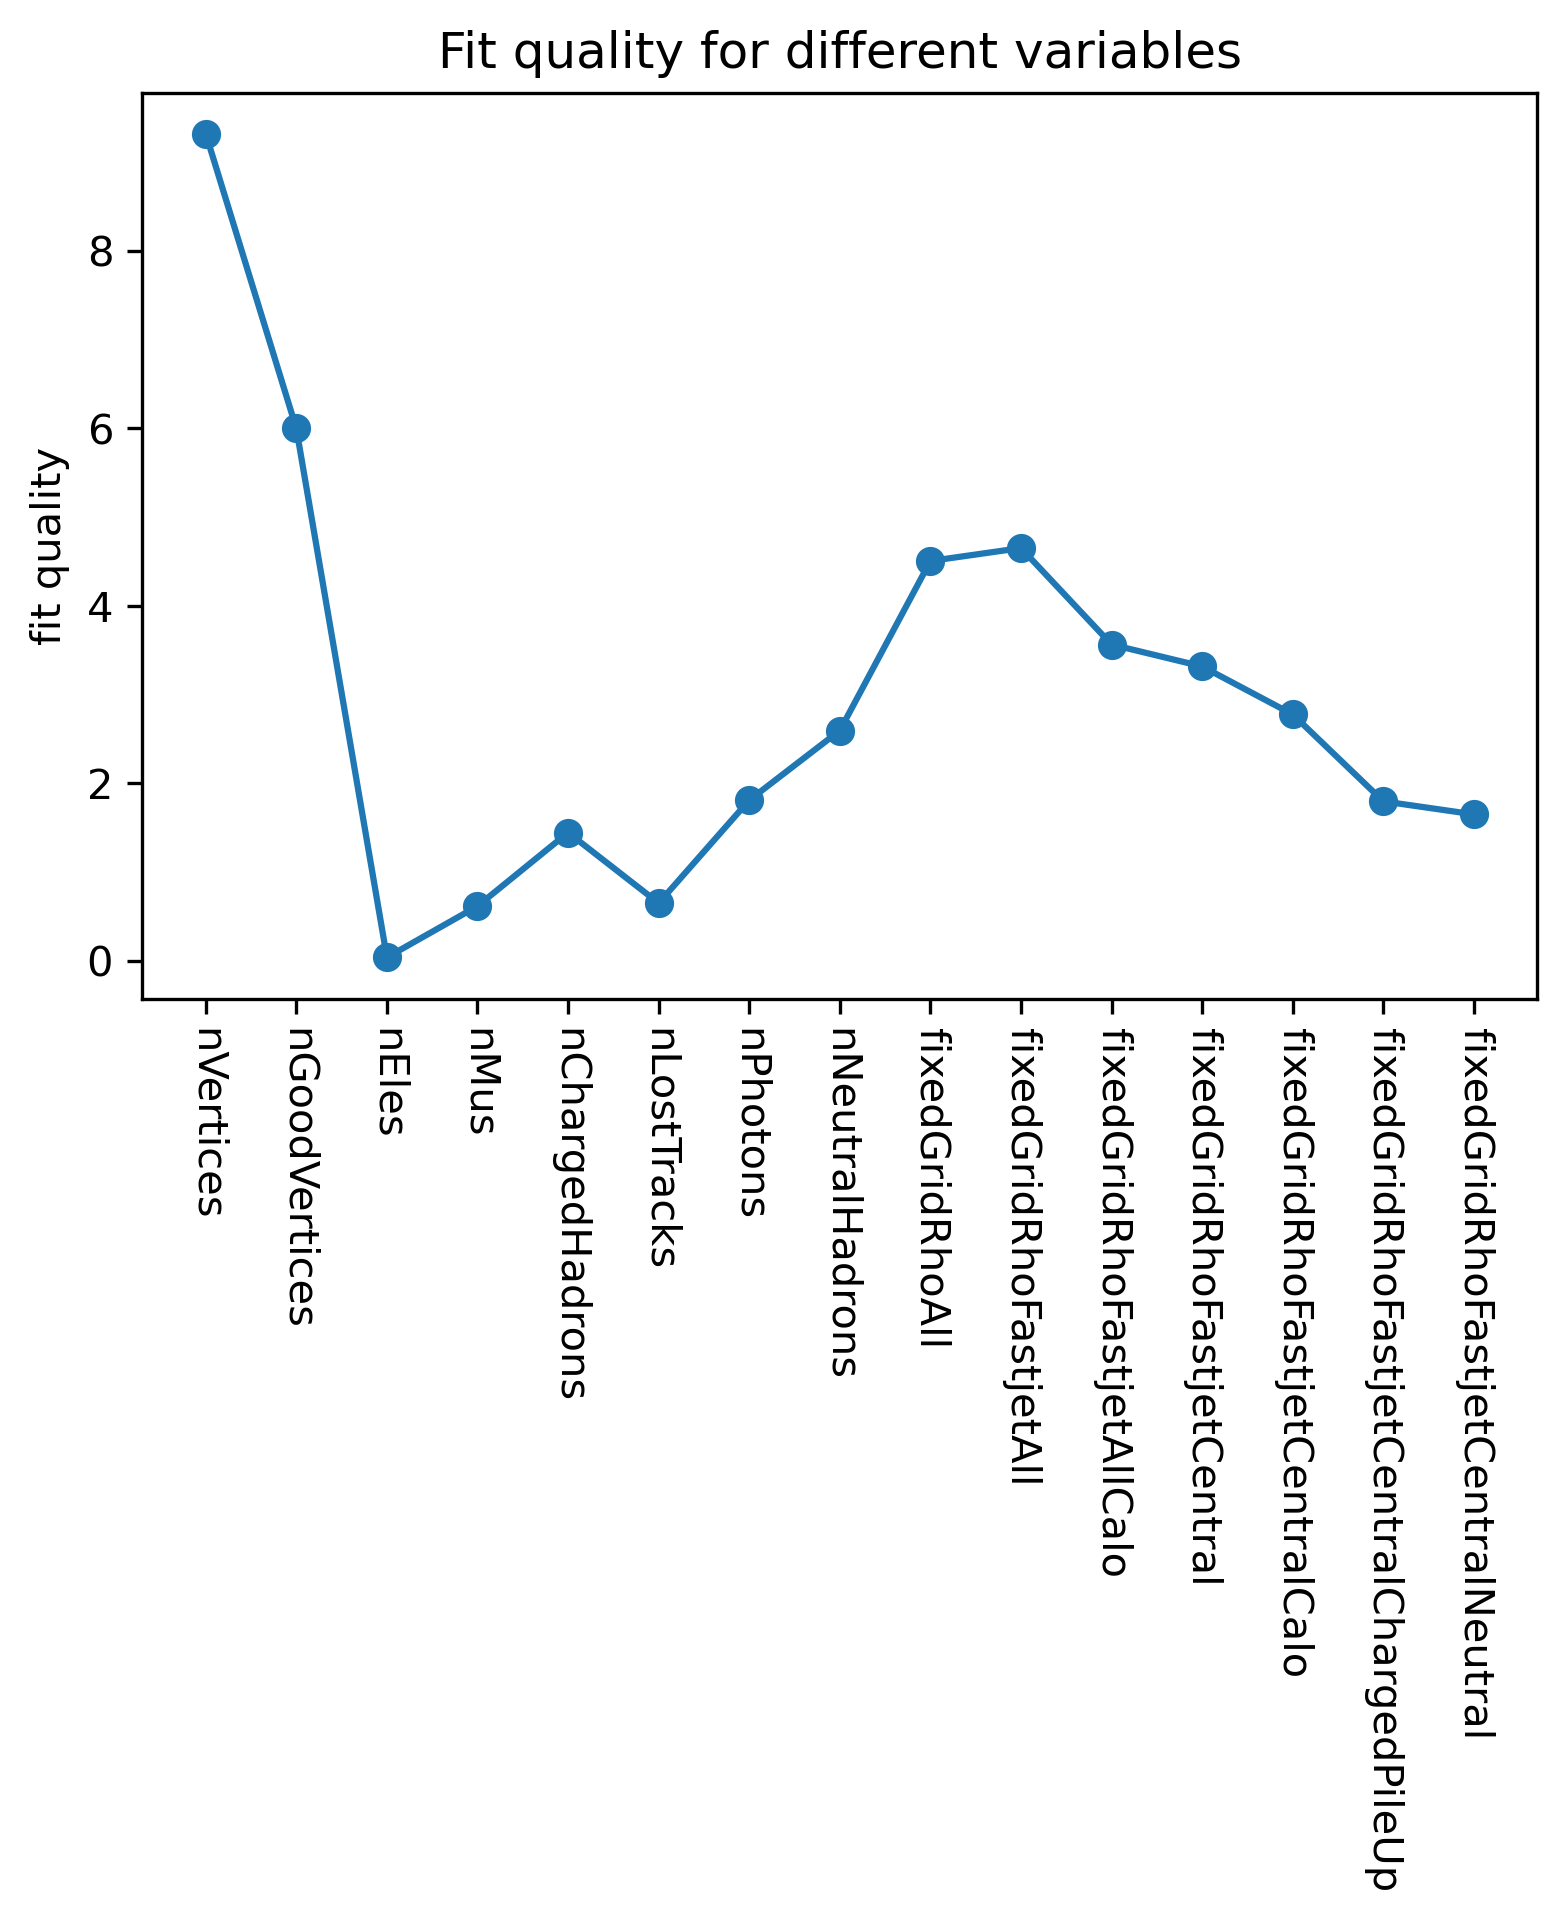 Fit quality for different variables
fit quality
8
6
4
2
0
nVertices
nGoodVertices
nEles
nMus
nChargedHadrons
nLostTracks
nPhotons
nNeutralHadrons
fixedGridRhoAll
fixedGridRhoFastjetAll
fixedGridRhoFastjetAllCalo
fixedGridRhoFastjetCentral
fixedGridRhoFastjetCentralCalo
fixedGridRhoFastjetCentralChargedPileUp
fixedGridRhoFastjetCentralNeutral